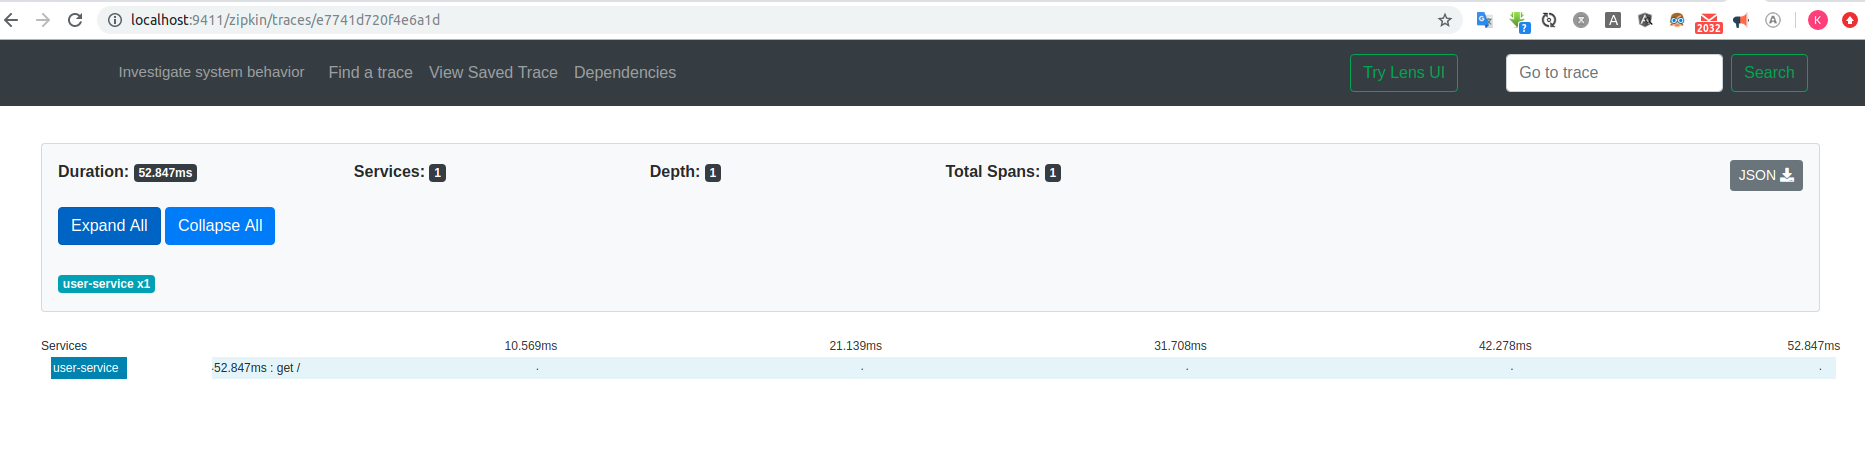 localhost:9411/zipkin/traces/e7741d720f4e6a1d
?
A
2032
A
K
Investigate system behavior Find a trace View Saved Trace Dependencies Try Lens UI Go to trace Search
Duration: 52.847ms Services: 1 Depth: 1 Total Spans: 1 JSON
Expand All Collapse All
user-service x1
Services 10.569ms 21.139ms 31.708ms 42.278ms 52.847ms
user-service 52.847ms : get /